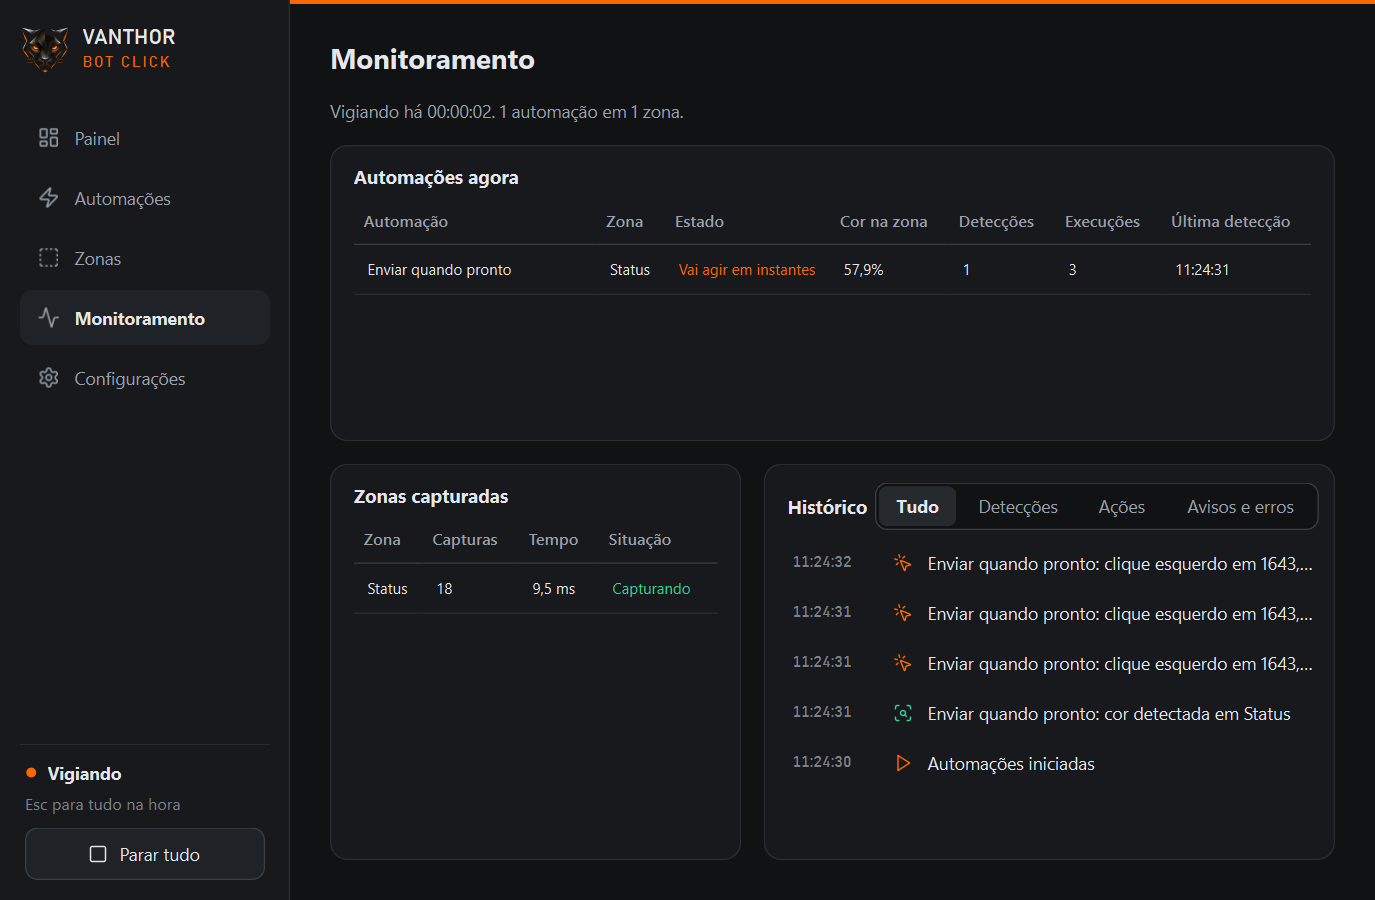 VANTHOR
BOT CLICK
Painel
Automações
Zonas
Monitoramento
Configurações
Vigiando
Esc para tudo na hora
Parar tudo
Monitoramento
Vigiando há 00:00:02. 1 automação em 1 zona.
Automações agora
Automação Zona Estado Cor na zona Detecções Execuções Última detecção
Enviar quando pronto Status Vai agir em instantes 57,9% 1 3 11:24:31
Zonas capturadas
Zona Capturas Tempo Situação
Status 18 9,5 ms Capturando
Histórico Tudo Detecções Ações Avisos e erros
11:24:32 Enviar quando pronto: clique esquerdo em 1643,...
11:24:31 Enviar quando pronto: clique esquerdo em 1643,...
11:24:31 Enviar quando pronto: clique esquerdo em 1643,...
11:24:31 Enviar quando pronto: cor detectada em Status
11:24:30 Automações iniciadas